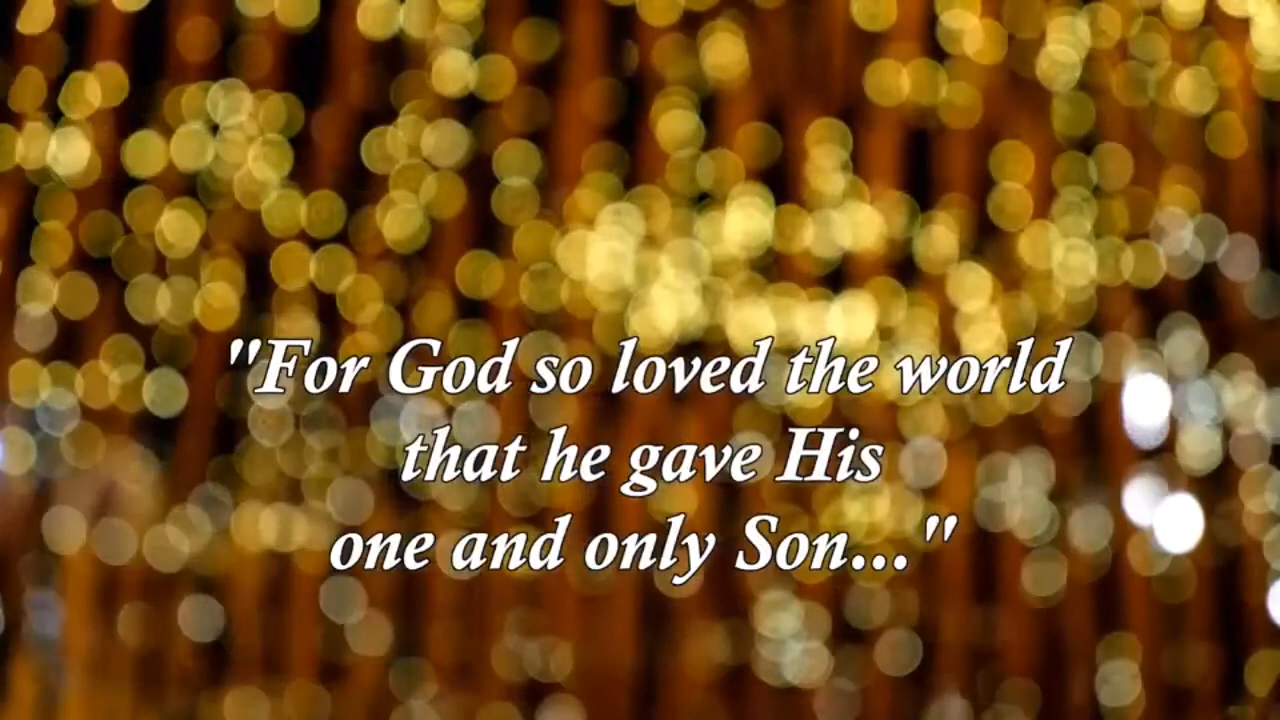 "For God so loved the world
that he gave His
one and only Son..."